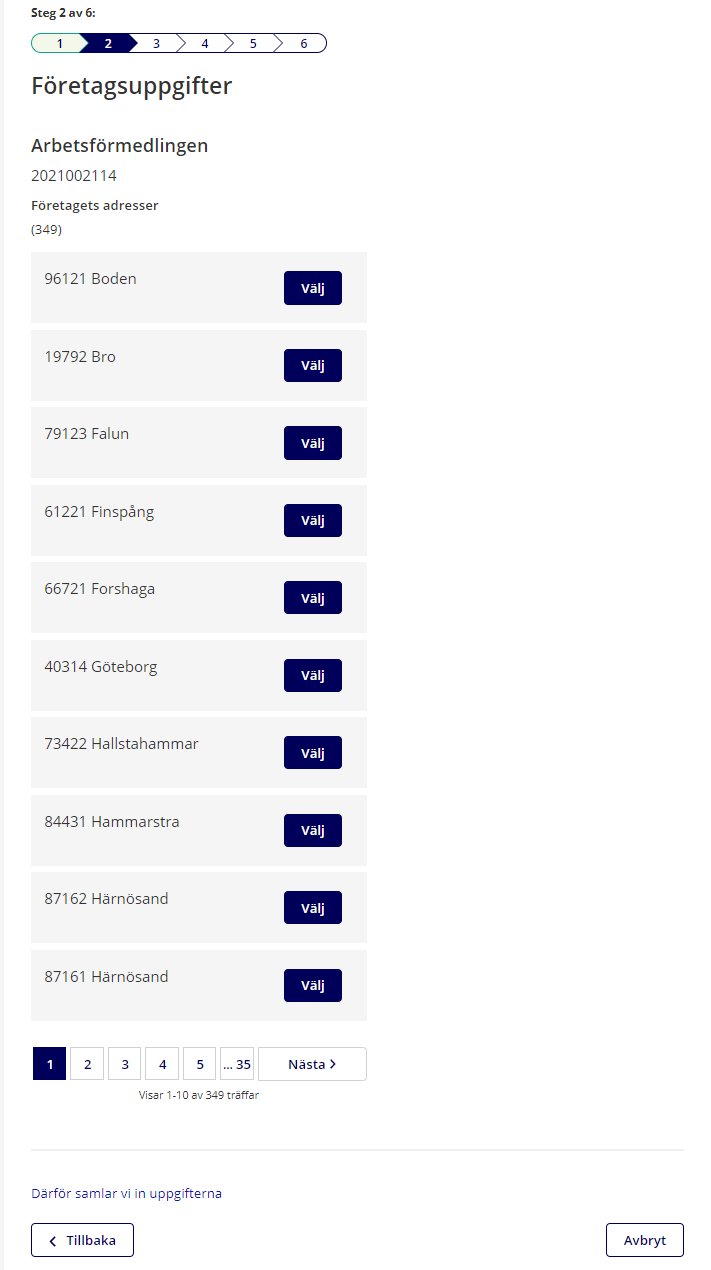 Steg 2 av 6:
1 2 3 4 5 6
Företagsuppgifter
Arbetsförmedlingen
2021002114
Företagets adresser
(349)
96121 Boden Välj
19792 Bro Välj
79123 Falun Välj
61221 Finspång Välj
66721 Forshaga Välj
40314 Göteborg Välj
73422 Hallstahammar Välj
84431 Hammarstra Välj
87162 Härnösand Välj
87161 Härnösand Välj
1 2 3 4 5 ... 35 Nästa
Visar 1-10 av 349 träffar
Därför samlar vi in uppgifterna
Tillbaka Avbryt